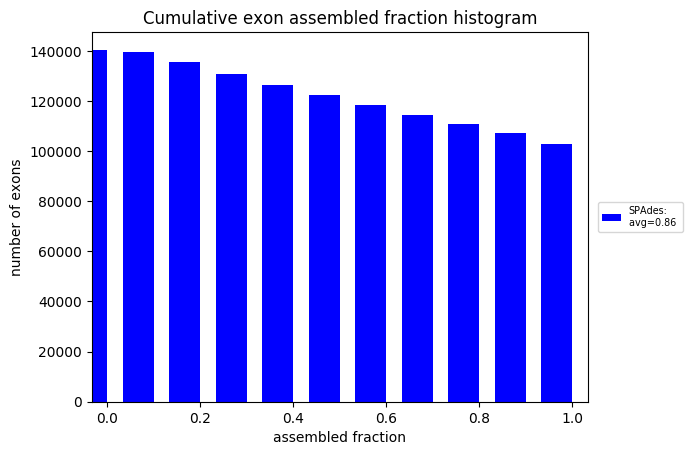 Cumulative exon assembled fraction histogram
number of exons
140000
120000
100000
80000
60000
40000
20000
0
0.0 0.2 0.4 0.6 0.8 1.0
assembled fraction
SPAdes:
avg=0.86